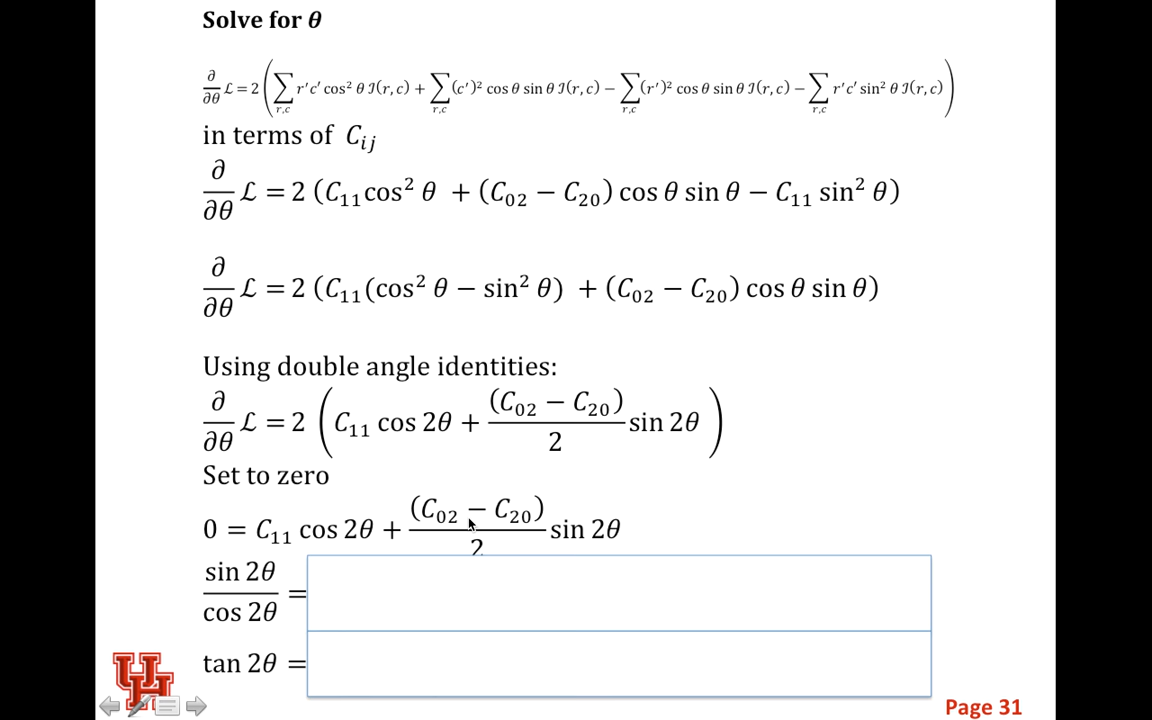 Solve for θ
∂/∂θ ℒ = 2 ( ∑_{r,c} r′c′ cos² θ ℐ(r, c) + ∑_{r,c} (c′)² cos θ sin θ ℐ(r, c) − ∑_{r,c} (r′)² cos θ sin θ ℐ(r, c) − ∑_{r,c} r′c′ sin² θ ℐ(r, c) )
in terms of C_{ij}
∂/∂θ ℒ = 2 (C₁₁cos² θ + (C₀₂ − C₂₀) cos θ sin θ − C₁₁ sin² θ)
∂/∂θ ℒ = 2 (C₁₁(cos² θ − sin² θ) + (C₀₂ − C₂₀) cos θ sin θ)
Using double angle identities:
∂/∂θ ℒ = 2 ( C₁₁ cos 2θ + (C₀₂ − C₂₀)/2 sin 2θ )
Set to zero
0 = C₁₁ cos 2θ + (C₀₂ − C₂₀)/2 sin 2θ
sin 2θ / cos 2θ =
tan 2θ =
Page 31